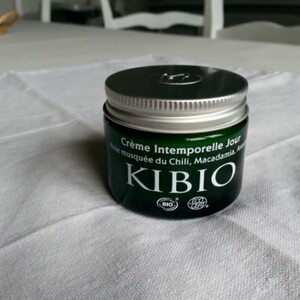 Crème Intemporelle Jour
musquée du Chili, Macadamia,
KIBIO
BIO